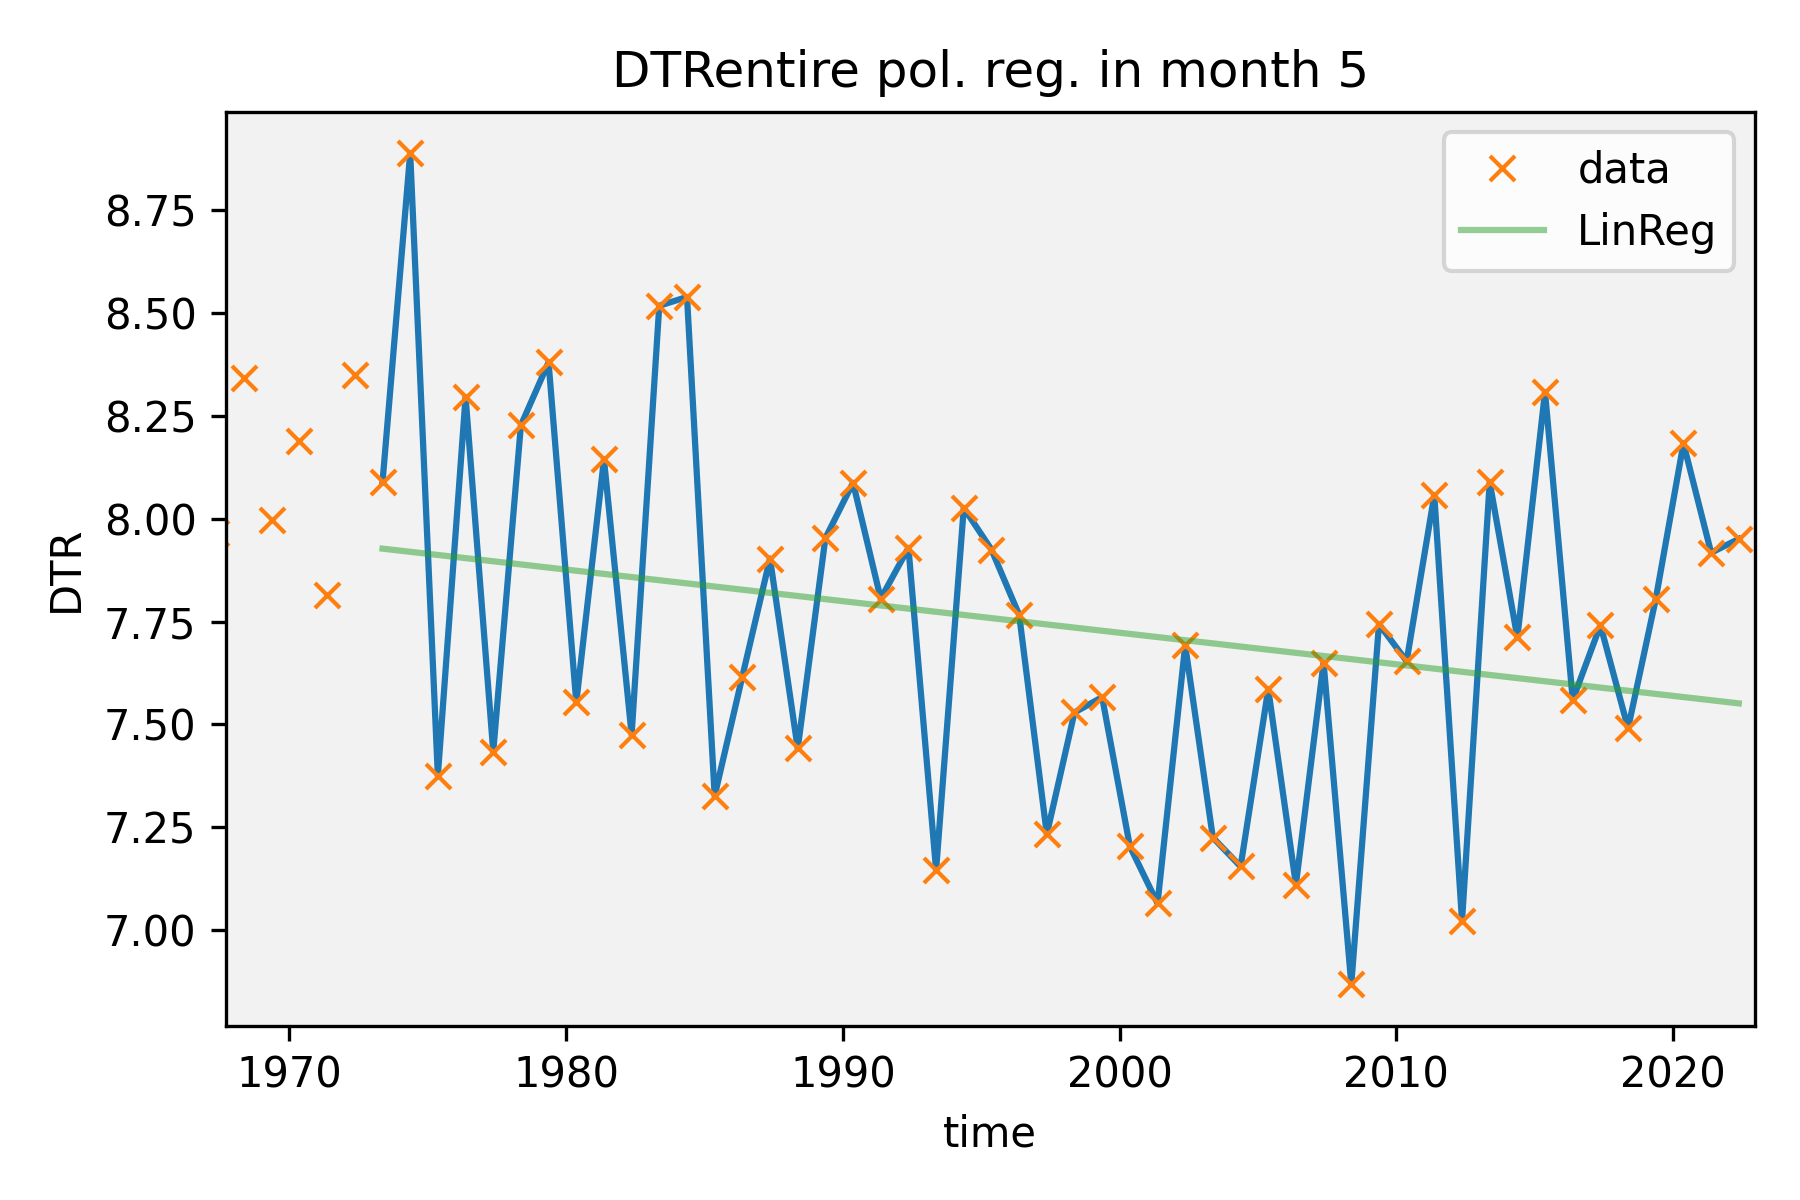 DTRentire pol. reg. in month 5
data
LinReg
8.75
8.50
8.25
8.00
7.75
7.50
7.25
7.00
DTR
1970 1980 1990 2000 2010 2020
time